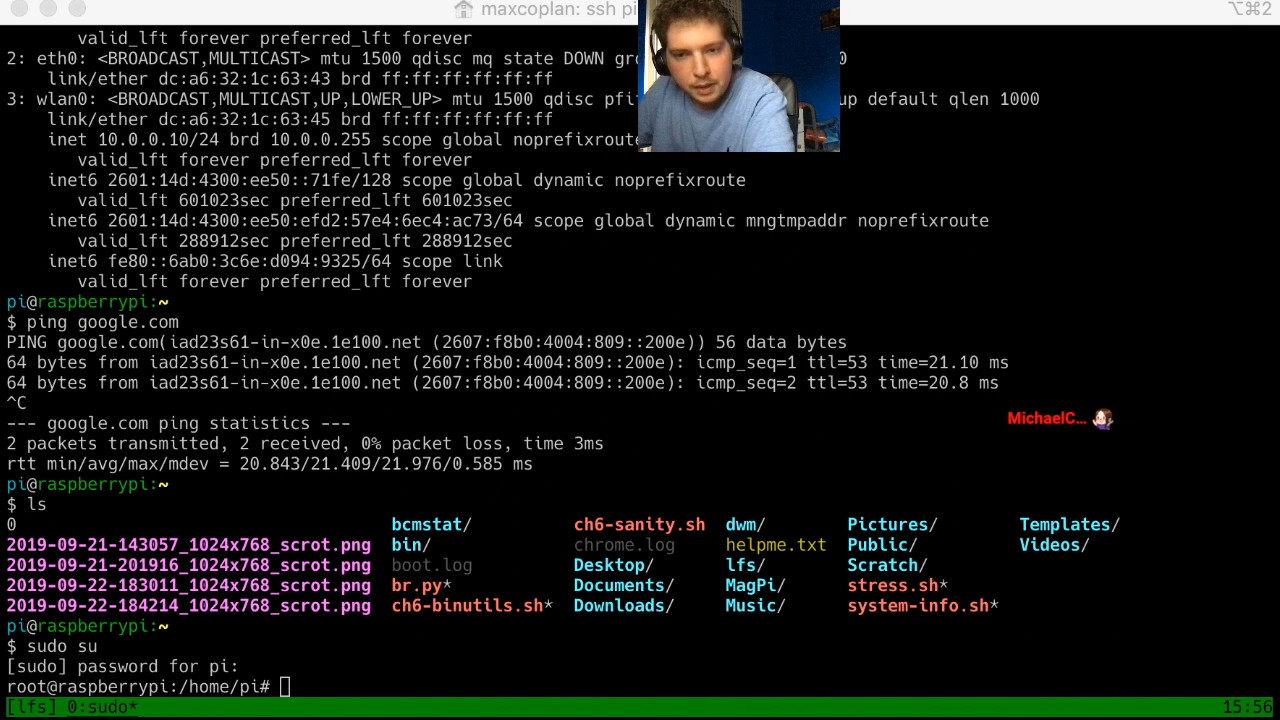 maxcoplan: ssh pi
⌥⌘2
valid_lft forever preferred_lft forever
2: eth0: <BROADCAST,MULTICAST> mtu 1500 qdisc mq state DOWN 0
link/ether dc:a6:32:1c:63:43 brd ff:ff:ff:ff:ff:ff
3: wlan0: <BROADCAST,MULTICAST,UP,LOWER_UP> mtu 1500 qdisc up default qlen 1000
link/ether dc:a6:32:1c:63:45 brd ff:ff:ff:ff:ff:ff
inet 10.0.0.10/24 brd 10.0.0.255 scope global noprefixroute
valid_lft forever preferred_lft forever
inet6 2601:14d:4300:ee50::71fe/128 scope global dynamic noprefixroute
valid_lft 601023sec preferred_lft 601023sec
inet6 2601:14d:4300:ee50:efd2:57e4:6ec4:ac73/64 scope global dynamic mngtmpaddr noprefixroute
valid_lft 288912sec preferred_lft 288912sec
inet6 fe80::6ab0:3c6e:d094:9325/64 scope link
valid_lft forever preferred_lft forever
pi@raspberrypi:~
$ ping google.com
PING google.com(iad23s61-in-x0e.1e100.net (2607:f8b0:4004:809::200e)) 56 data bytes
64 bytes from iad23s61-in-x0e.1e100.net (2607:f8b0:4004:809::200e): icmp_seq=1 ttl=53 time=21.10 ms
64 bytes from iad23s61-in-x0e.1e100.net (2607:f8b0:4004:809::200e): icmp_seq=2 ttl=53 time=20.8 ms
^C
--- google.com ping statistics ---
MichaelC...
2 packets transmitted, 2 received, 0% packet loss, time 3ms
rtt min/avg/max/mdev = 20.843/21.409/21.976/0.585 ms
pi@raspberrypi:~
$ ls
0 bcmstat/ ch6-sanity.sh dwm/ Pictures/ Templates/
2019-09-21-143057_1024x768_scrot.png bin/ chrome.log helpme.txt Public/ Videos/
2019-09-21-201916_1024x768_scrot.png boot.log Desktop/ lfs/ Scratch/
2019-09-22-183011_1024x768_scrot.png br.py* Documents/ MagPi/ stress.sh*
2019-09-22-184214_1024x768_scrot.png ch6-binutils.sh* Downloads/ Music/ system-info.sh*
pi@raspberrypi:~
$ sudo su
[sudo] password for pi:
root@raspberrypi:/home/pi#
[lfs] 0:sudo* 15:56